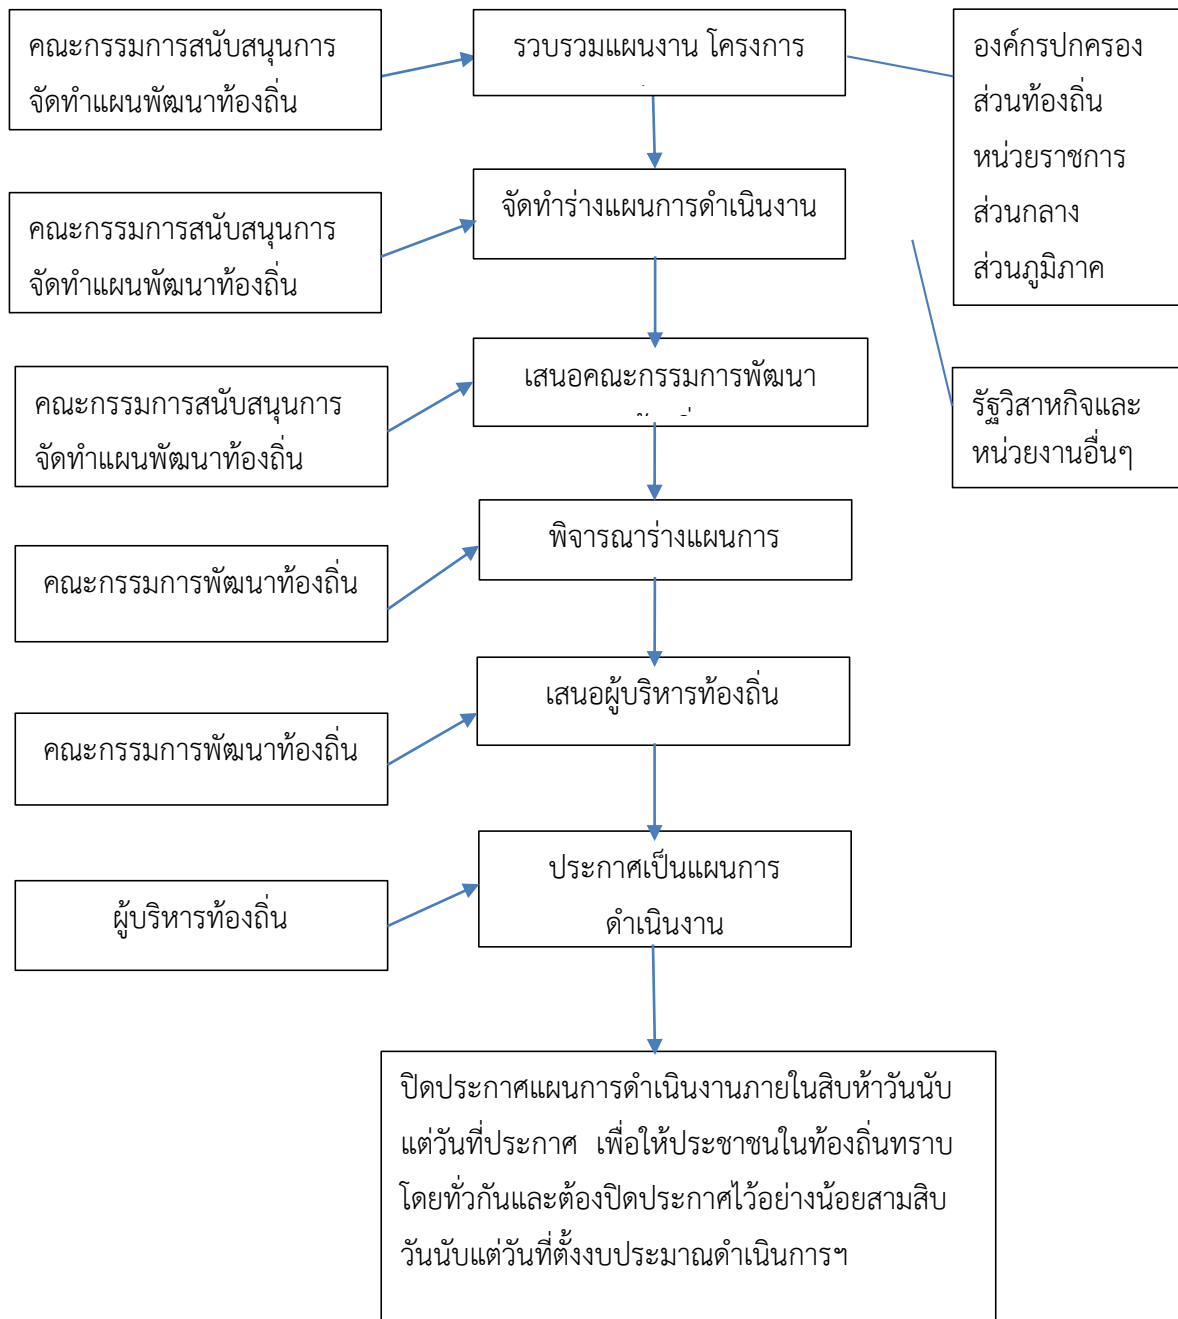 คณะกรรมการสนับสนุนการ
จัดทำแผนพัฒนาท้องถิ่น
รวบรวมแผนงาน โครงการ
องค์กรปกครอง
ส่วนท้องถิ่น
หน่วยราชการ
ส่วนกลาง
ส่วนภูมิภาค
คณะกรรมการสนับสนุนการ
จัดทำแผนพัฒนาท้องถิ่น
จัดทำร่างแผนการดำเนินงาน
คณะกรรมการสนับสนุนการ
จัดทำแผนพัฒนาท้องถิ่น
เสนอคณะกรรมการพัฒนา
รัฐวิสาหกิจและ
หน่วยงานอื่นๆ
คณะกรรมการพัฒนาท้องถิ่น
พิจารณาร่างแผนการ
คณะกรรมการพัฒนาท้องถิ่น
เสนอผู้บริหารท้องถิ่น
ผู้บริหารท้องถิ่น
ประกาศเป็นแผนการ
ดำเนินงาน
ปิดประกาศแผนการดำเนินงานภายในสิบห้าวันนับ
แต่วันที่ประกาศ เพื่อให้ประชาชนในท้องถิ่นทราบ
โดยทั่วกันและต้องปิดประกาศไว้อย่างน้อยสามสิบ
วันนับแต่วันที่ตั้งงบประมาณดำเนินการฯ